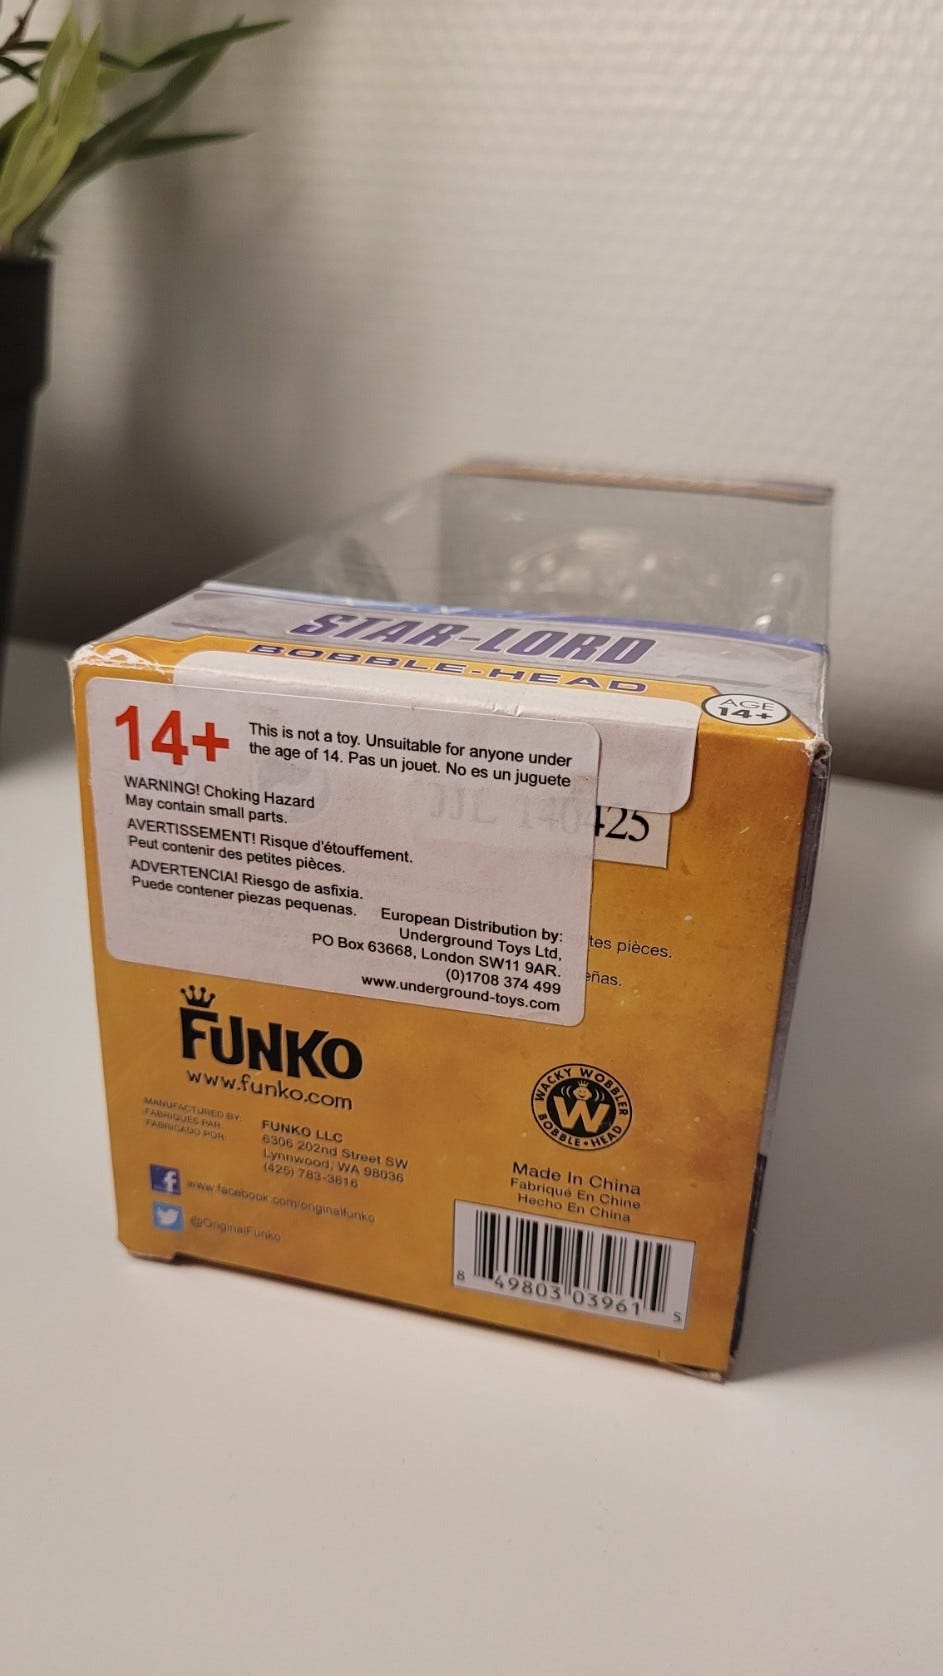 STAR-LORD
BOBBLE-HEAD
AGE
14+
14+
This is not a toy. Unsuitable for anyone under
the age of 14. Pas un jouet. No es un juguete
WARNING! Choking Hazard
May contain small parts.
AVERTISSEMENT! Risque d'étouffement.
Peut contenir des petites pièces.
ADVERTENCIA! Riesgo de asfixia.
Puede contener piezas pequenas.
European Distribution by:
Underground Toys Ltd,
PO Box 63668, London SW11 9AR.
(0)1708 374 499
www.underground-toys.com
JJL 140425
tes pièces.
eñas.
FUNKO
www.funko.com
MANUFACTURED BY:
FABRIQUÉS PAR:
FABRICADO POR:
FUNKO LLC
6306 202nd Street SW
Lynnwood, WA 98036
(425) 783-3616
f www.facebook.com/originalfunko
@OriginalFunko
WACKY WOBBLER
W
BOBBLE-HEAD
Made In China
Fabriqué En Chine
Hecho En China
8 49803 03961 5